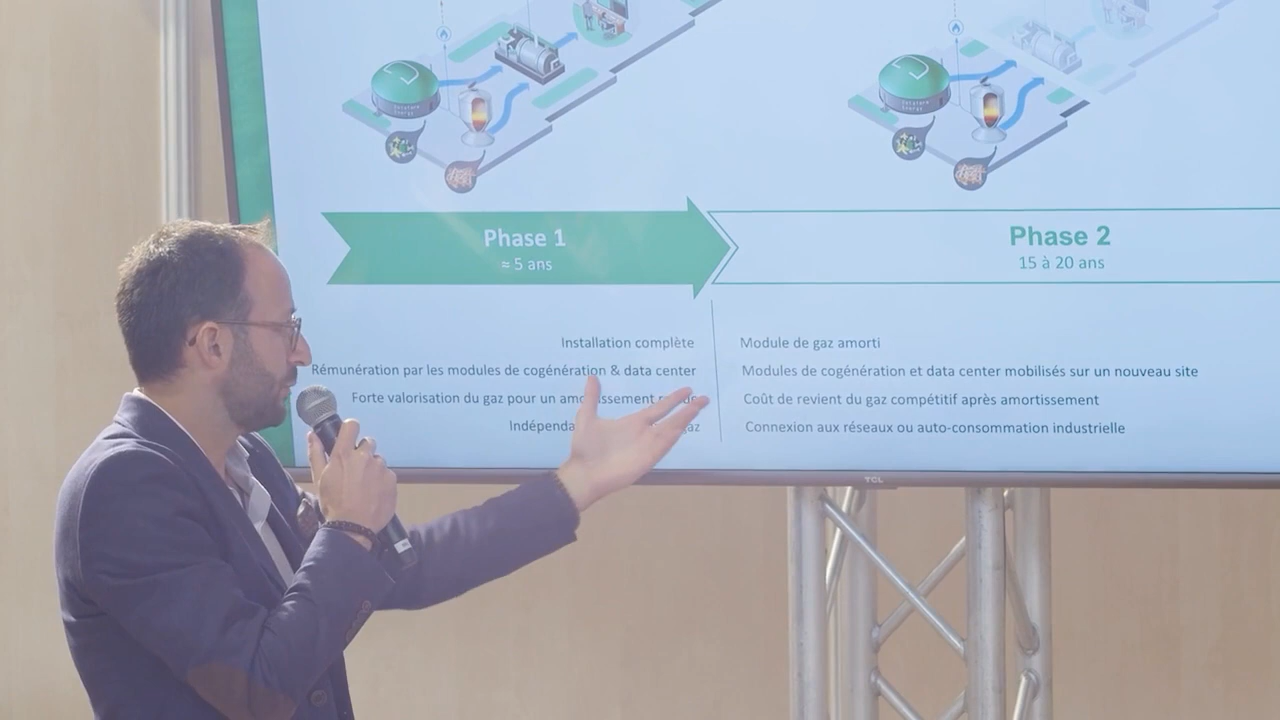 Phase 1
≈ 5 ans
Phase 2
15 à 20 ans
Installation complète
Rémunération par les modules de cogénération & data center
Forte valorisation du gaz pour un
gaz
Module de gaz amorti
Modules de cogénération et data center mobilisés sur un nouveau site
Coût de revient du gaz compétitif après amortissement
Connexion aux réseaux ou auto-consommation industrielle
TCL